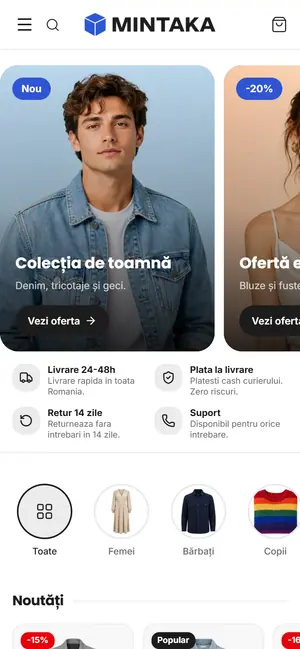 MINTAKA
Nou
-20%
Colecția de toamnă
Denim, tricotaje și geci.
Vezi oferta →
Ofertă
Bluze și fuste
Vezi oferta
Livrare 24-48h
Livrare rapida in toata
Romania.
Plata la livrare
Platesti cash curierului.
Zero riscuri.
Retur 14 zile
Returneaza fara
intrebari in 14 zile.
Suport
Disponibil pentru orice
intrebare.
Toate
Femei
Bărbați
Copii
Noutăți
-15%
Popular